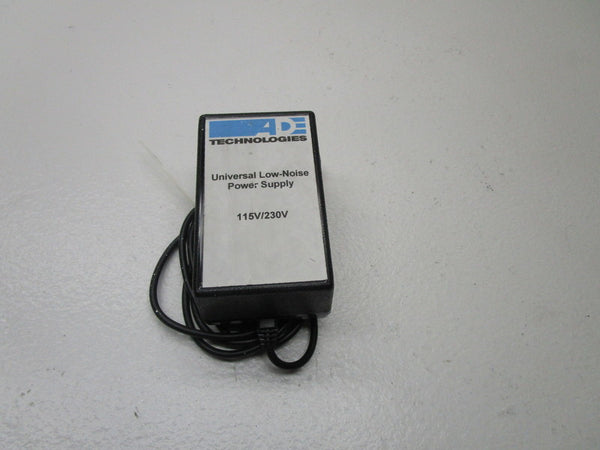 ADE
TECHNOLOGIES
Universal Low-Noise
Power Supply
115V/230V